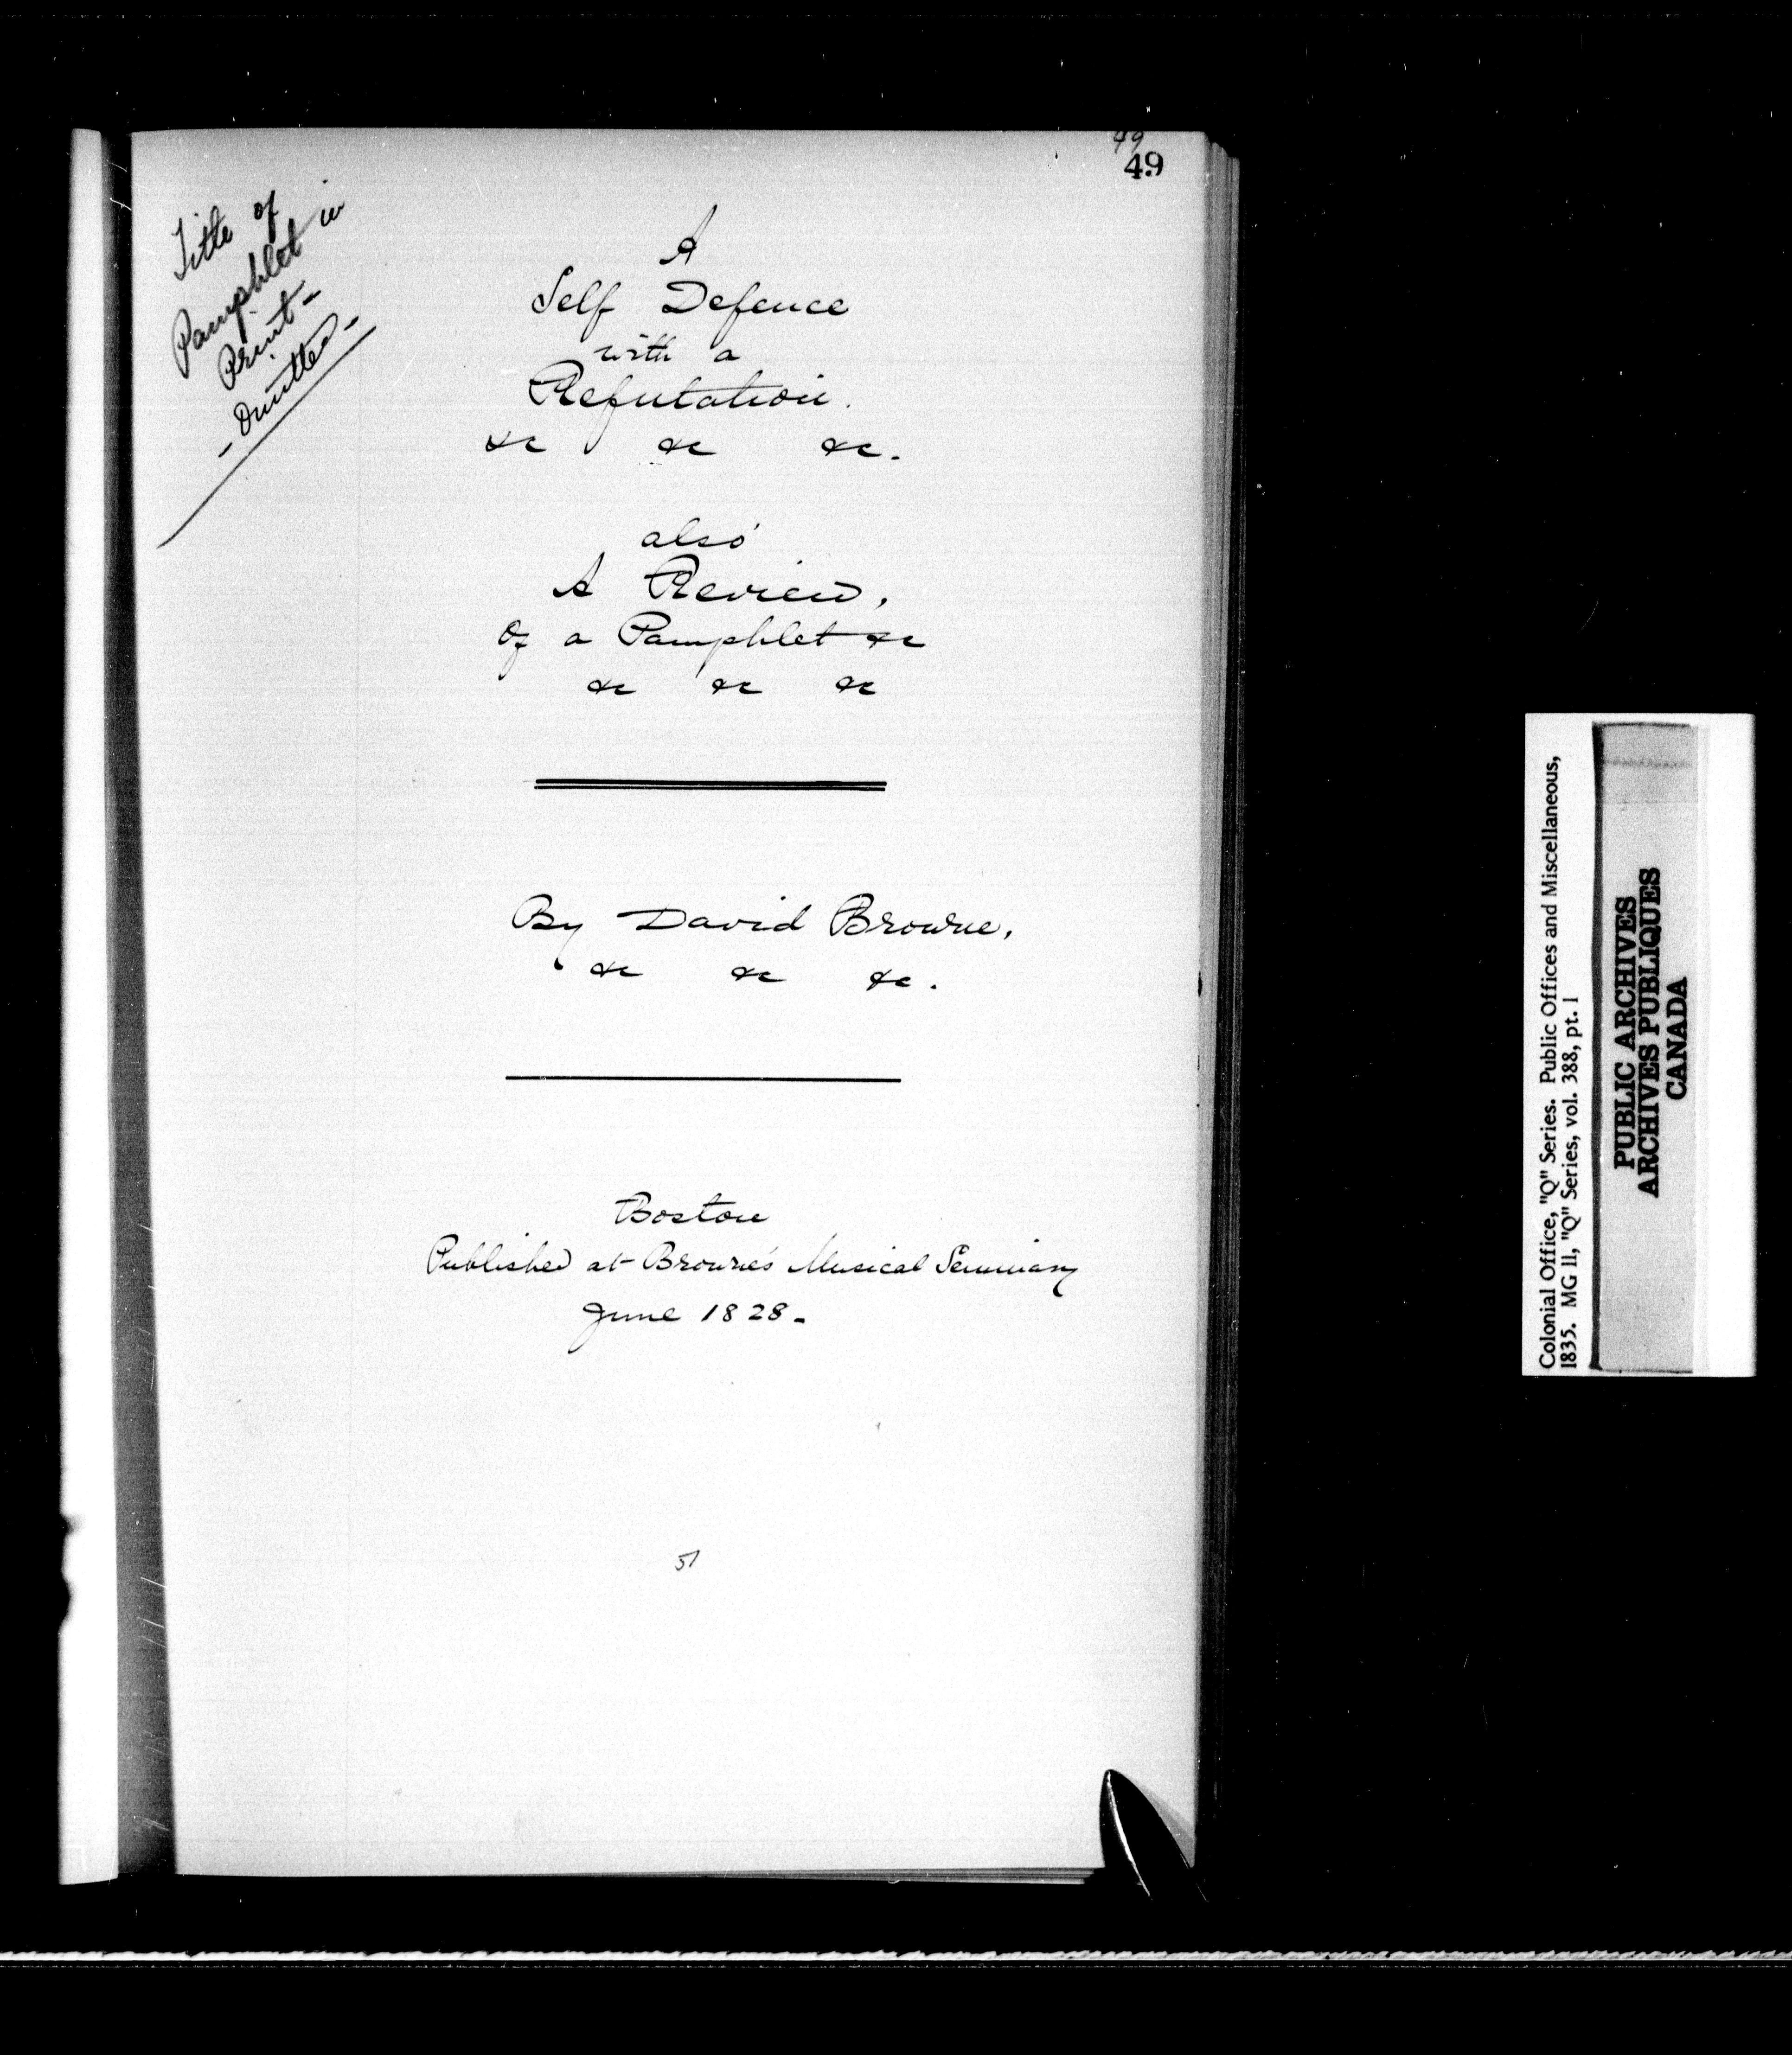 49
49
Title of
Pamphlet in
Print -
- Omitted -
A
Self Defence
with a
Refutation.
&c &c &c.
also
A Review,
Of a Pamphlet &c
&c &c &c
By David Browne,
&c &c &c.
Boston
Published at Browne's Musical Seminary
June 1828.
51
Colonial Office, "Q" Series. Public Offices and Miscellaneous,
1835. MG 11, "Q" Series, vol. 388, pt. 1
PUBLIC ARCHIVES
ARCHIVES PUBLIQUES
CANADA